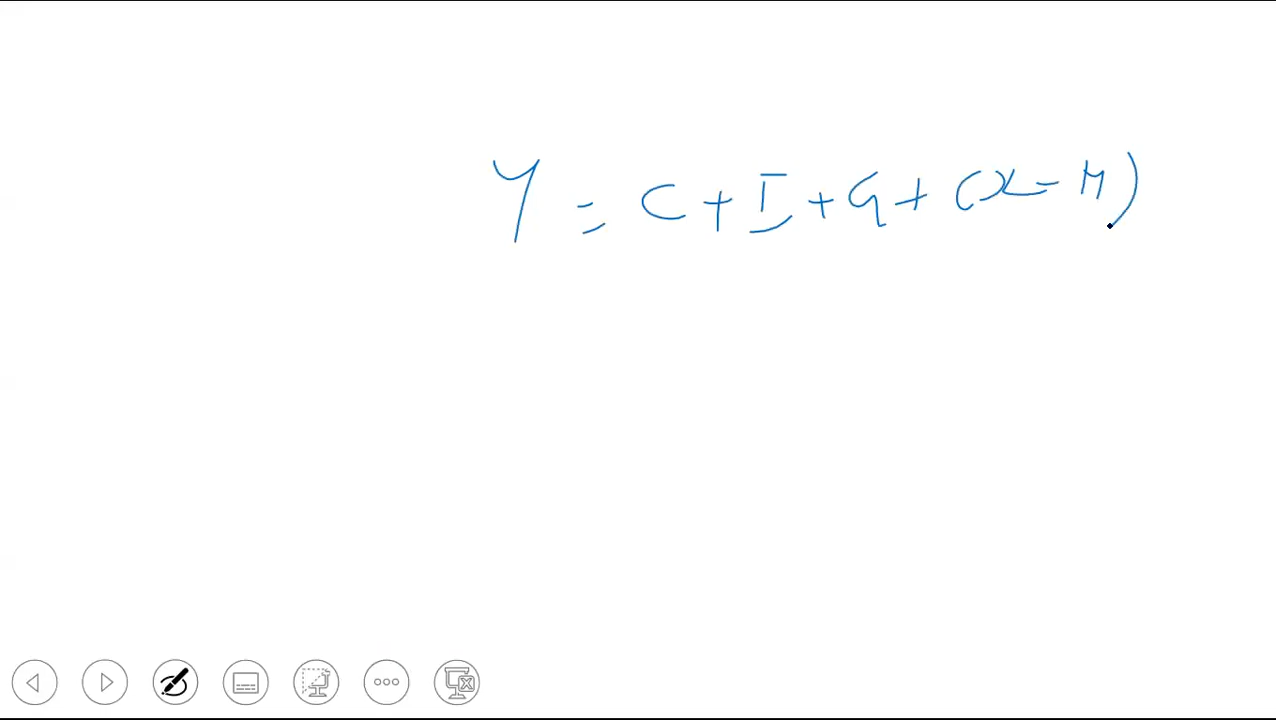 Y = C + I + G + (X - M)